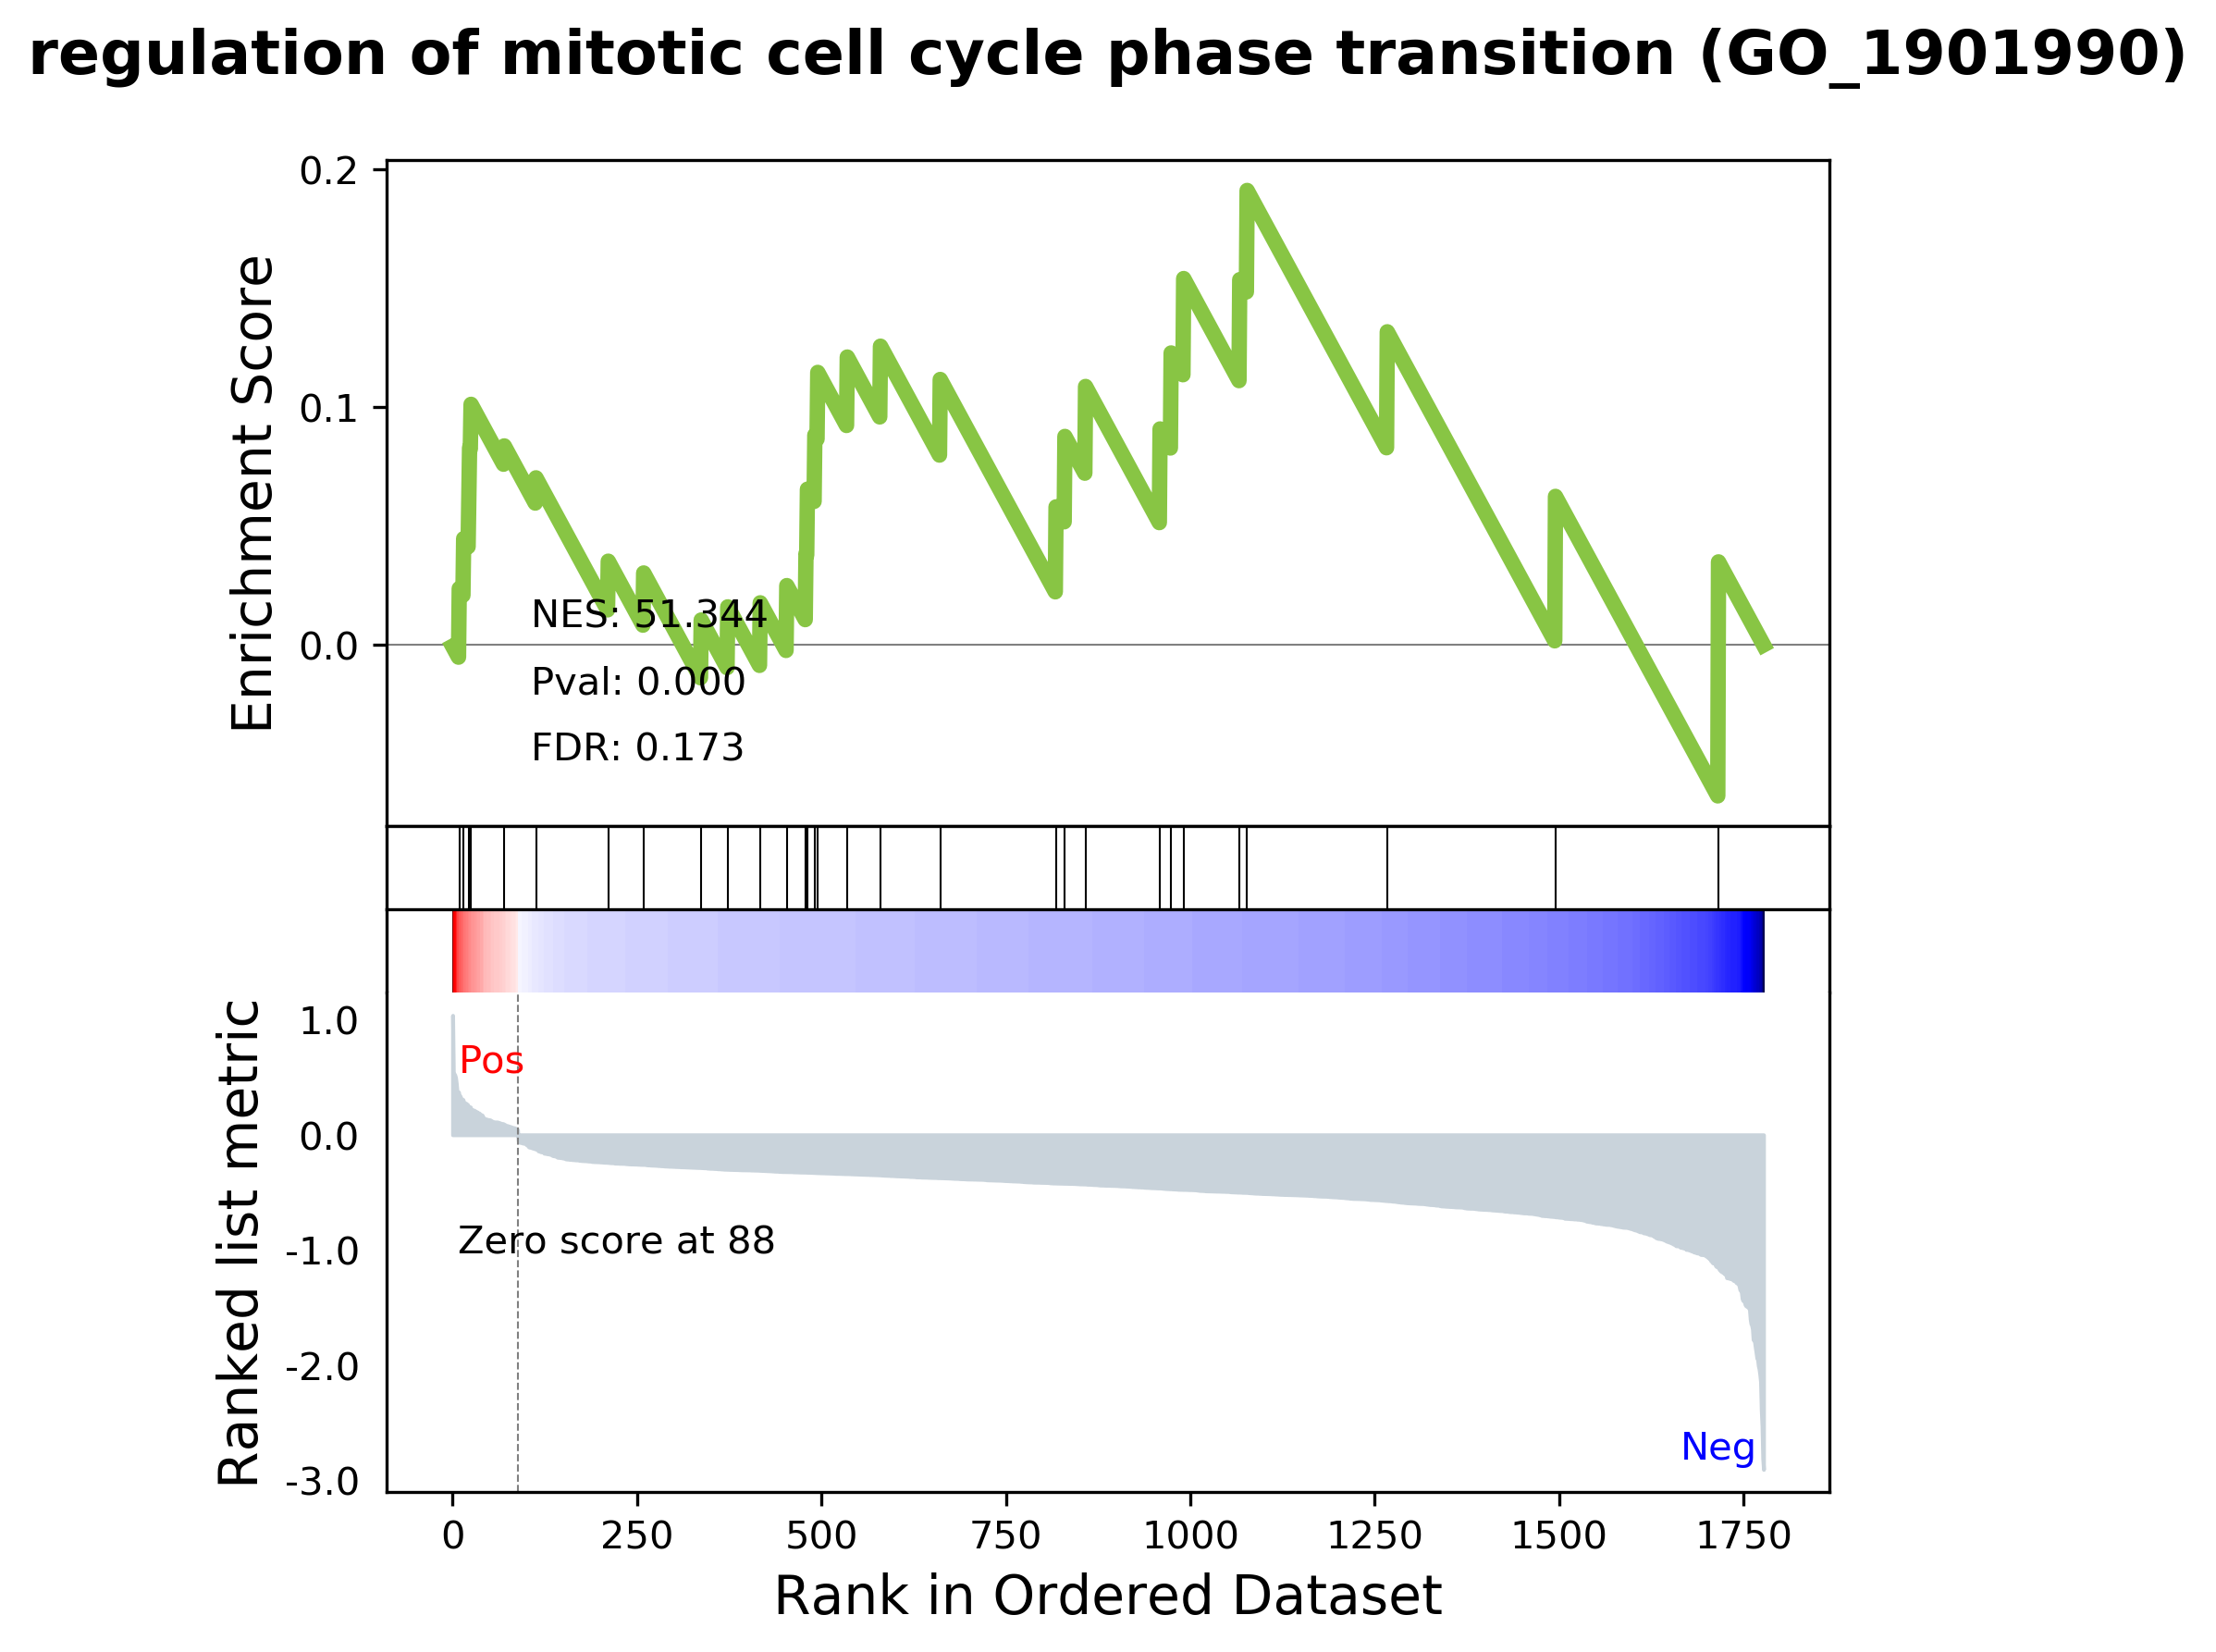 regulation of mitotic cell cycle phase transition (GO_1901990)
0.2
0.1
0.0
Enrichment Score
NES: 51.344
Pval: 0.000
FDR: 0.173
1.0
0.0
-1.0
-2.0
-3.0
Ranked list metric
Pos
Zero score at 88
Neg
0 250 500 750 1000 1250 1500 1750
Rank in Ordered Dataset